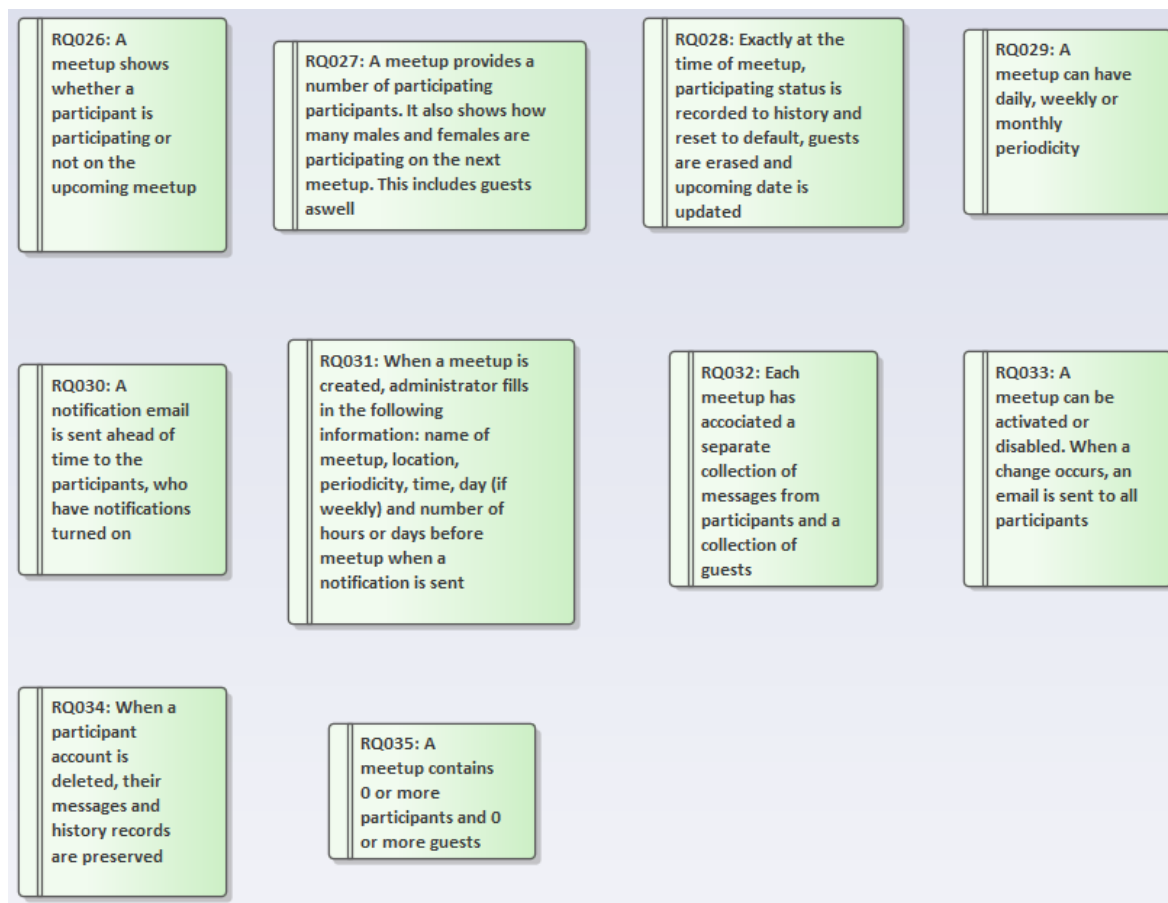 RQ026: A
meetup shows
whether a
participant is
participating or
not on the
upcoming meetup
RQ027: A meetup provides a
number of participating
participants. It also shows how
many males and females are
participating on the next
meetup. This includes guests
aswell
RQ028: Exactly at the
time of meetup,
participating status is
recorded to history and
reset to default, guests
are erased and
upcoming date is
updated
RQ029: A
meetup can have
daily, weekly or
monthly
periodicity
RQ030: A
notification email
is sent ahead of
time to the
participants, who
have notifications
turned on
RQ031: When a meetup is
created, administrator fills
in the following
information: name of
meetup, location,
periodicity, time, day (if
weekly) and number of
hours or days before
meetup when a
notification is sent
RQ032: Each
meetup has
accociated a
separate
collection of
messages from
participants and a
collection of
guests
RQ033: A
meetup can be
activated or
disabled. When a
change occurs, an
email is sent to all
participants
RQ034: When a
participant
account is
deleted, their
messages and
history records
are preserved
RQ035: A
meetup contains
0 or more
participants and 0
or more guests